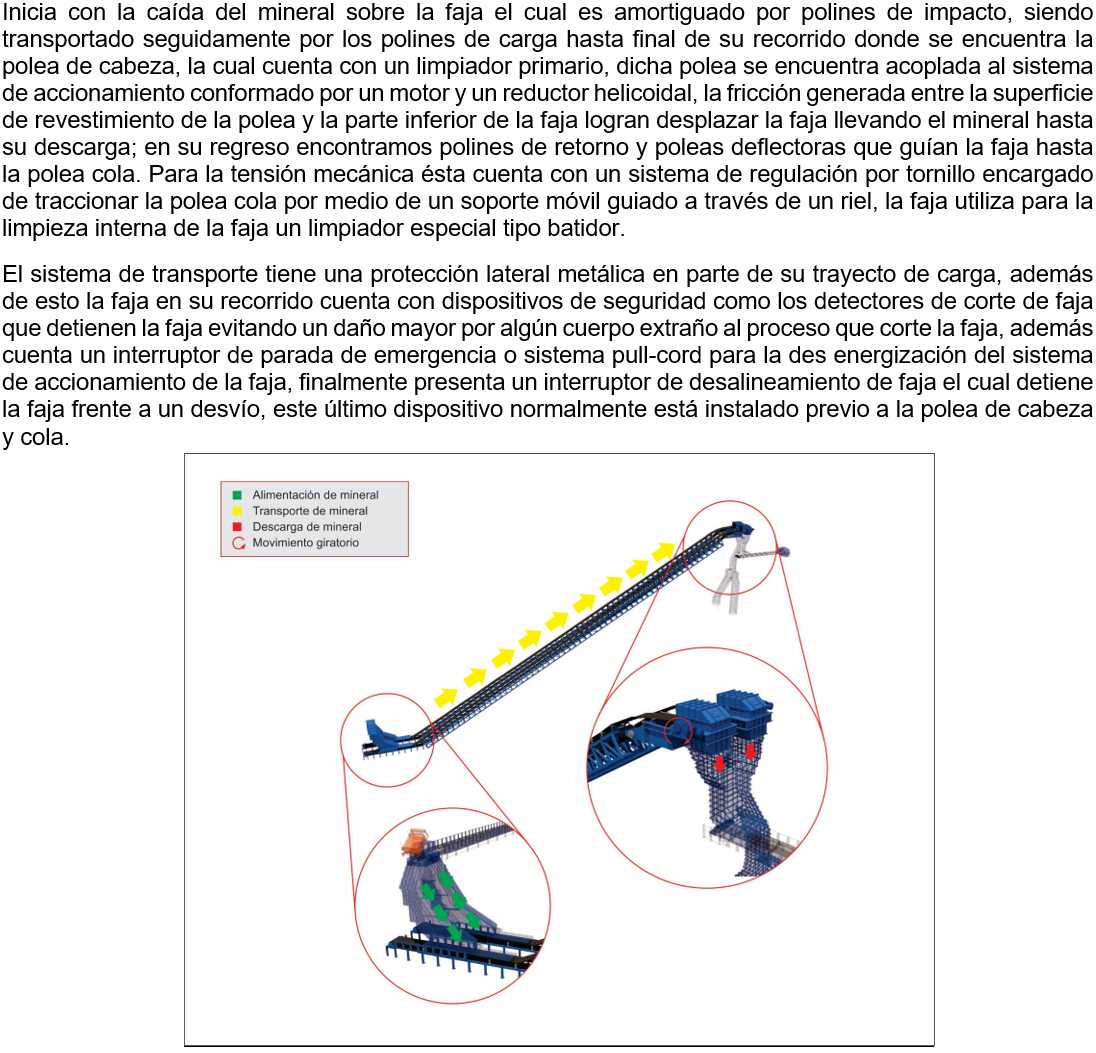 Inicia con la caída del mineral sobre la faja el cual es amortiguado por polines de impacto, siendo
transportado seguidamente por los polines de carga hasta final de su recorrido donde se encuentra la
polea de cabeza, la cual cuenta con un limpiador primario, dicha polea se encuentra acoplada al sistema
de accionamiento conformado por un motor y un reductor helicoidal, la fricción generada entre la superficie
de revestimiento de la polea y la parte inferior de la faja logran desplazar la faja llevando el mineral hasta
su descarga; en su regreso encontramos polines de retorno y poleas deflectoras que guían la faja hasta
la polea cola. Para la tensión mecánica ésta cuenta con un sistema de regulación por tornillo encargado
de traccionar la polea cola por medio de un soporte móvil guiado a través de un riel, la faja utiliza para la
limpieza interna de la faja un limpiador especial tipo batidor.
El sistema de transporte tiene una protección lateral metálica en parte de su trayecto de carga, además
de esto la faja en su recorrido cuenta con dispositivos de seguridad como los detectores de corte de faja
que detienen la faja evitando un daño mayor por algún cuerpo extraño al proceso que corte la faja, además
cuenta un interruptor de parada de emergencia o sistema pull-cord para la des energización del sistema
de accionamiento de la faja, finalmente presenta un interruptor de desalineamiento de faja el cual detiene
la faja frente a un desvío, este último dispositivo normalmente está instalado previo a la polea de cabeza
y cola.
Alimentación de mineral
Transporte de mineral
Descarga de mineral
Movimiento giratorio